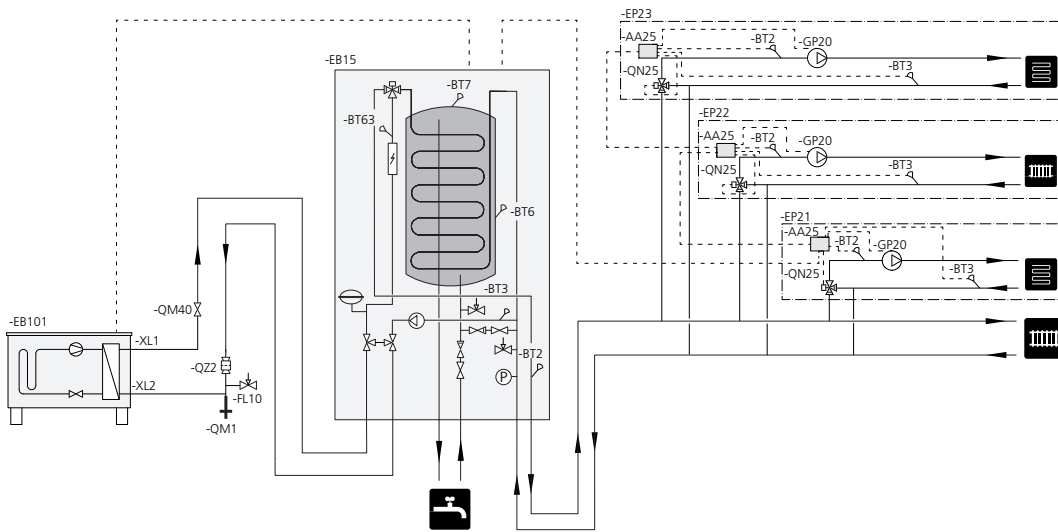 -EP23
-AA25
-BT2
-GP20
-QN25
-BT3
-EB15
-BT7
-BT63
-EP22
-AA25
-BT2
-GP20
-QN25
-BT3
-BT6
-EP21
-AA25
-BT2
-GP20
-QN25
-BT3
-BT3
-QM40
-EB101
-XL1
-BT2
-QZ2
P
-XL2
-FL10
-QM1